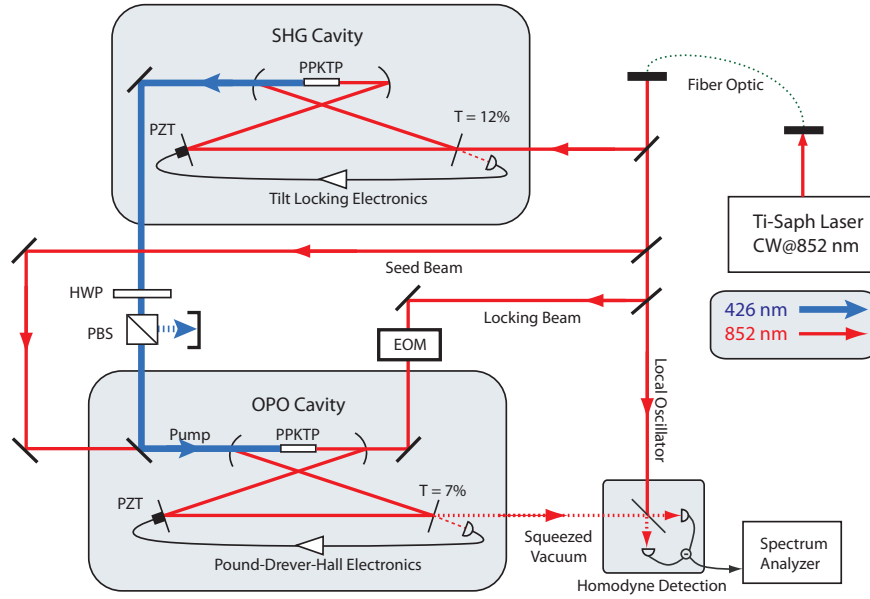 SHG Cavity
PPKTP
T = 12%
PZT
Tilt Locking Electronics
Fiber Optic
Ti-Saph Laser
CW@852 nm
426 nm
852 nm
Seed Beam
Locking Beam
HWP
PBS
EOM
Local Oscillator
OPO Cavity
Pump
PPKTP
T = 7%
PZT
Pound-Drever-Hall Electronics
Squeezed
Vacuum
Homodyne Detection
Spectrum
Analyzer